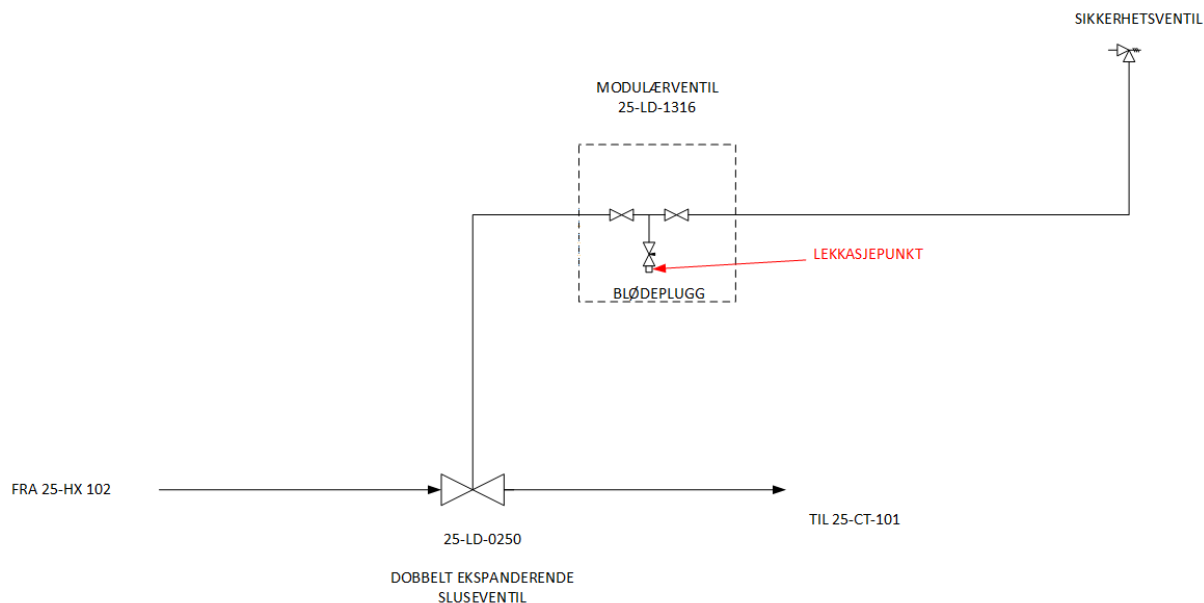 SIKKERHETSVENTIL
MODULÆRVENTIL
25-LD-1316
LEKKASJEPUNKT
BLØDEPLUGG
FRA 25-HX 102
TIL 25-CT-101
25-LD-0250
DOBBELT EKSPANDERENDE
SLUSEVENTIL